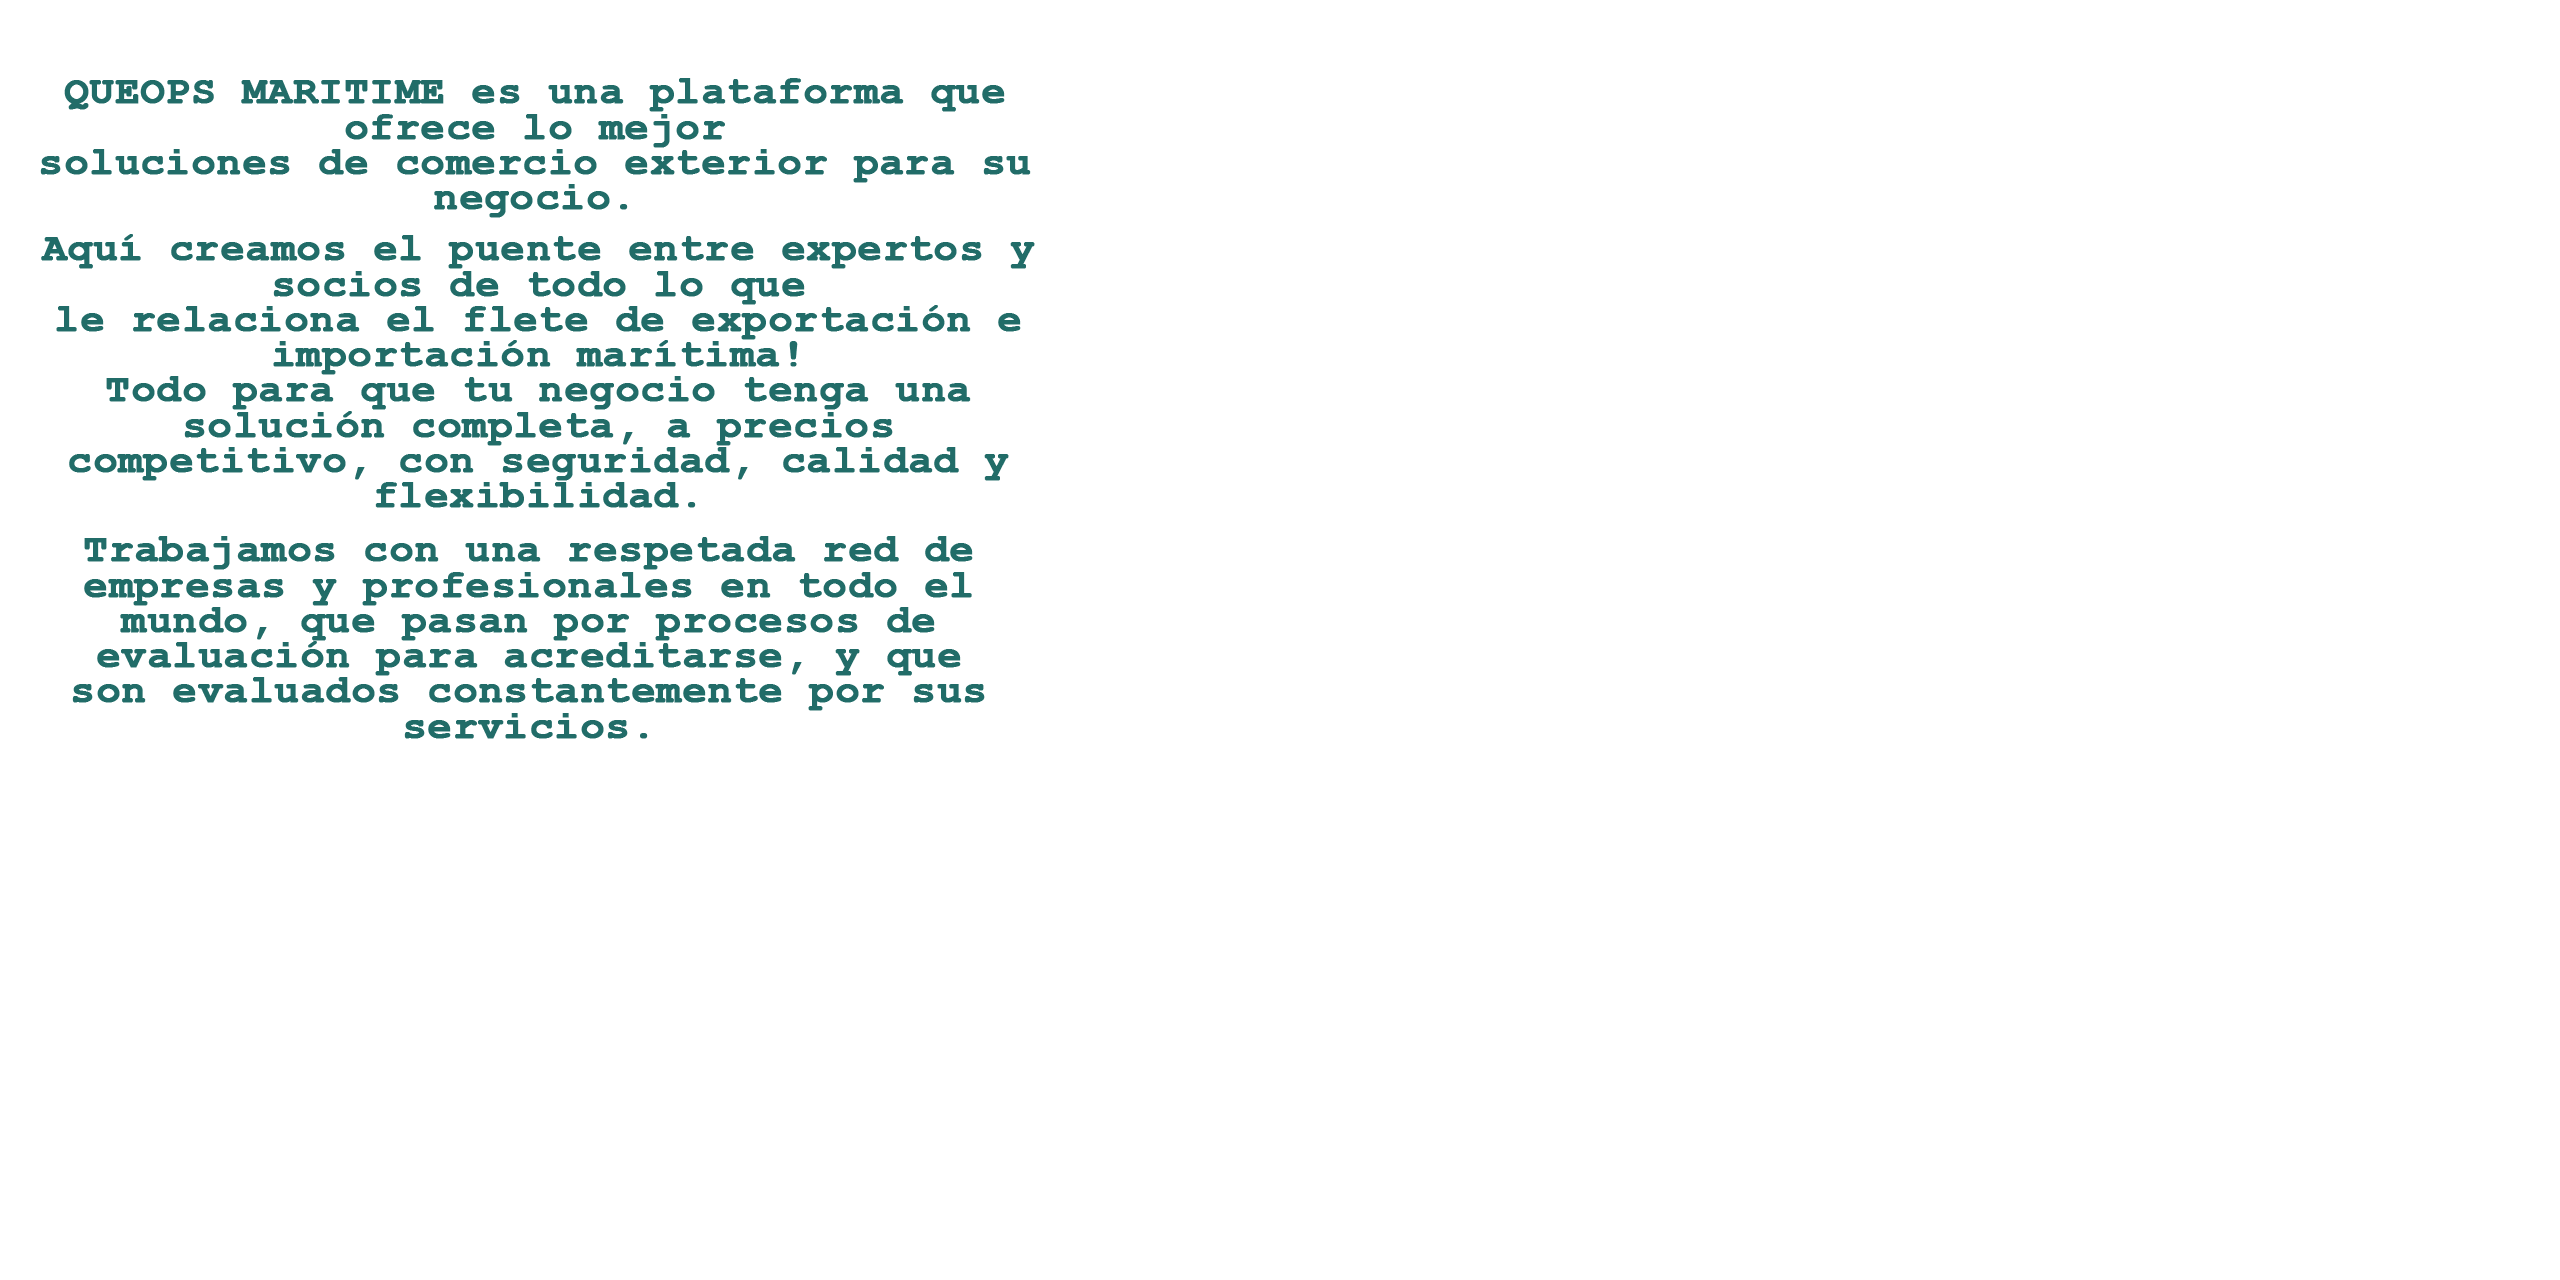 QUEOPS MARITIME es una plataforma que
ofrece lo mejor
soluciones de comercio exterior para su
negocio.
Aquí creamos el puente entre expertos y
socios de todo lo que
le relaciona el flete de exportación e
importación marítima!
Todo para que tu negocio tenga una
solución completa, a precios
competitivo, con seguridad, calidad y
flexibilidad.
Trabajamos con una respetada red de
empresas y profesionales en todo el
mundo, que pasan por procesos de
evaluación para acreditarse, y que
son evaluados constantemente por sus
servicios.